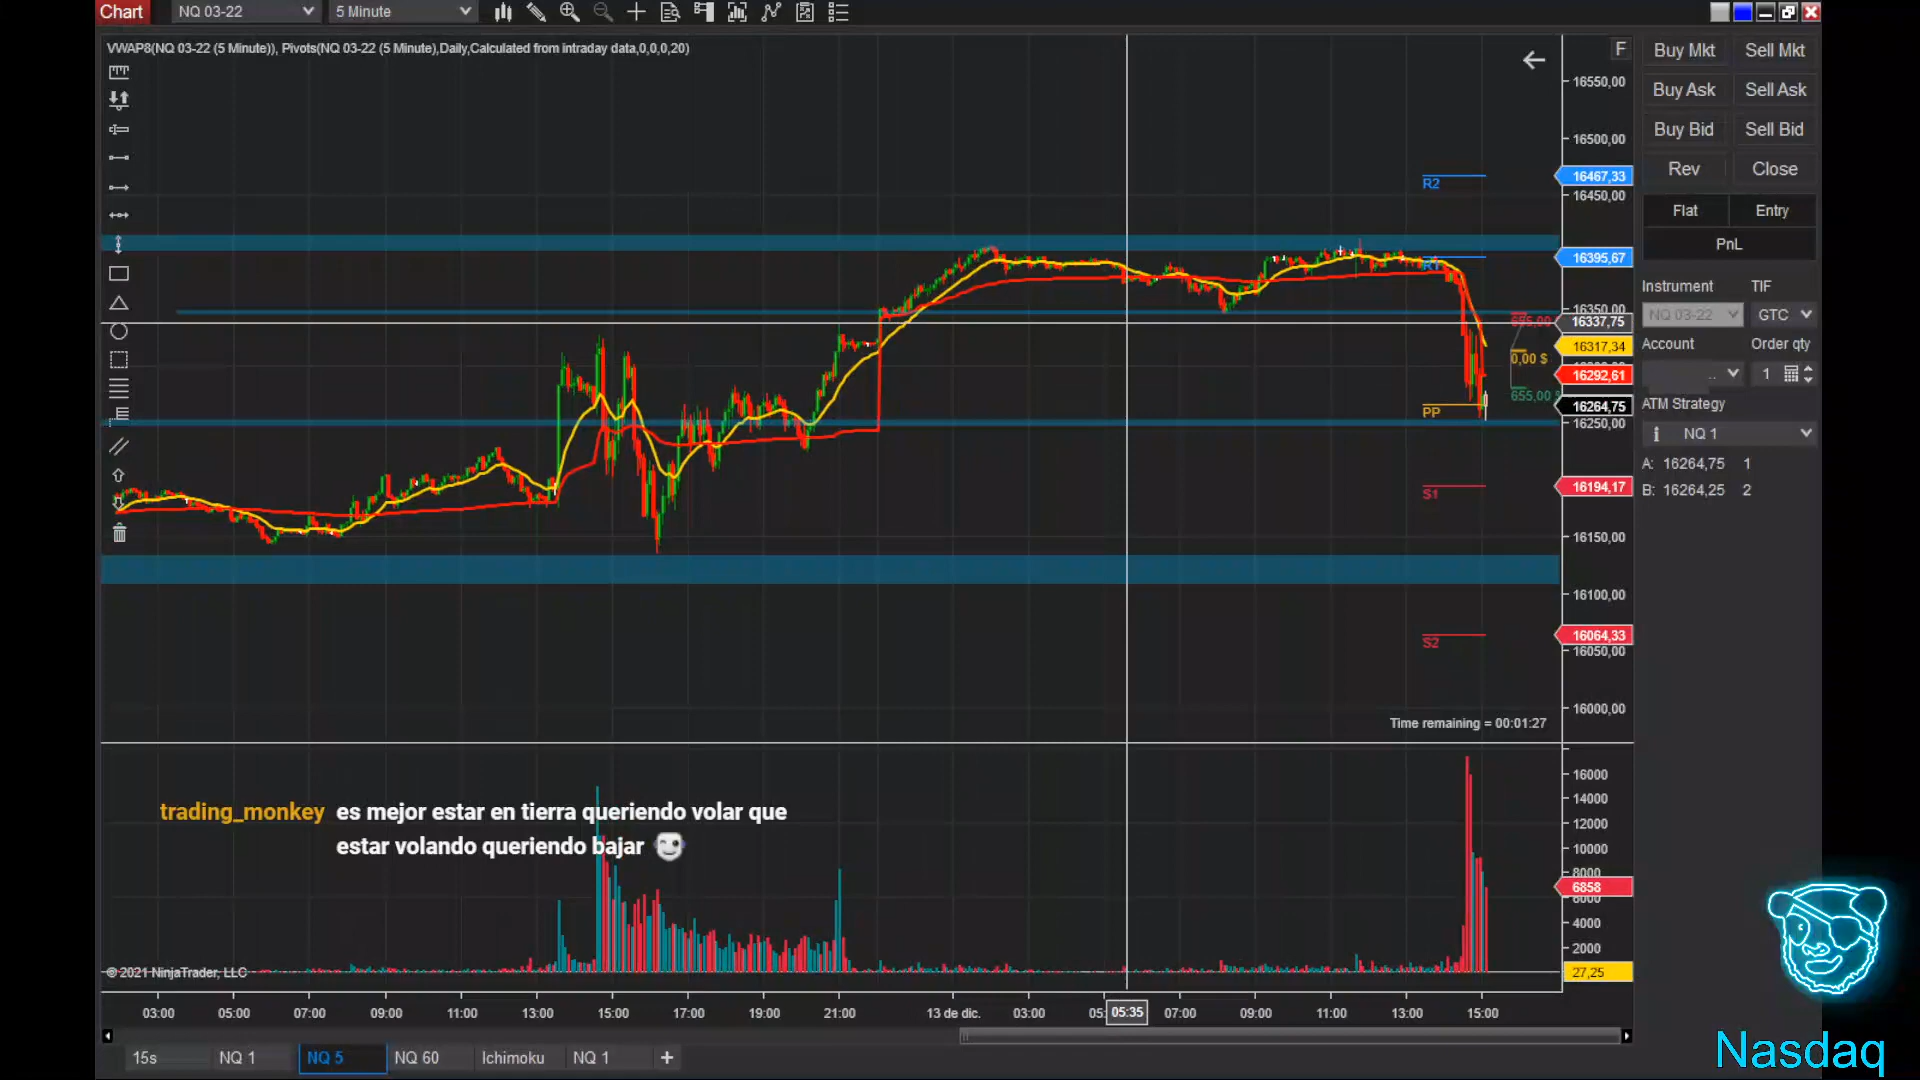 Chart NQ 03-22 5 Minute
VWAP8(NQ 03-22 (5 Minute)), Pivots(NQ 03-22 (5 Minute),Daily,Calculated from intraday data,0,0,0,20)
F
Buy Mkt Sell Mkt
Buy Ask Sell Ask
Buy Bid Sell Bid
Rev Close
Flat Entry
PnL
Instrument TIF
NQ 03-22 GTC
Account Order qty
1
ATM Strategy
NQ 1
A: 16264,75 1
B: 16264,25 2
16550,00
16500,00
16467,33
16450,00
16395,67
16350,00
16337,75
16317,34
16292,61
16264,75
16250,00
16194,17
16150,00
16100,00
16064,33
16050,00
16000,00
R2
R1
PP
S1
S2
0,00 $
655,00 $
Time remaining = 00:01:27
16000
14000
12000
10000
8000
6858
6000
4000
2000
27,25
trading_monkey es mejor estar en tierra queriendo volar que
estar volando queriendo bajar
© 2021 NinjaTrader, LLC
03:00 05:00 07:00 09:00 11:00 13:00 15:00 17:00 19:00 21:00 13 de dic. 03:00 05:35 07:00 09:00 11:00 13:00 15:00
15s NQ 1 NQ 5 NQ 60 Ichimoku NQ 1 +
Nasdaq